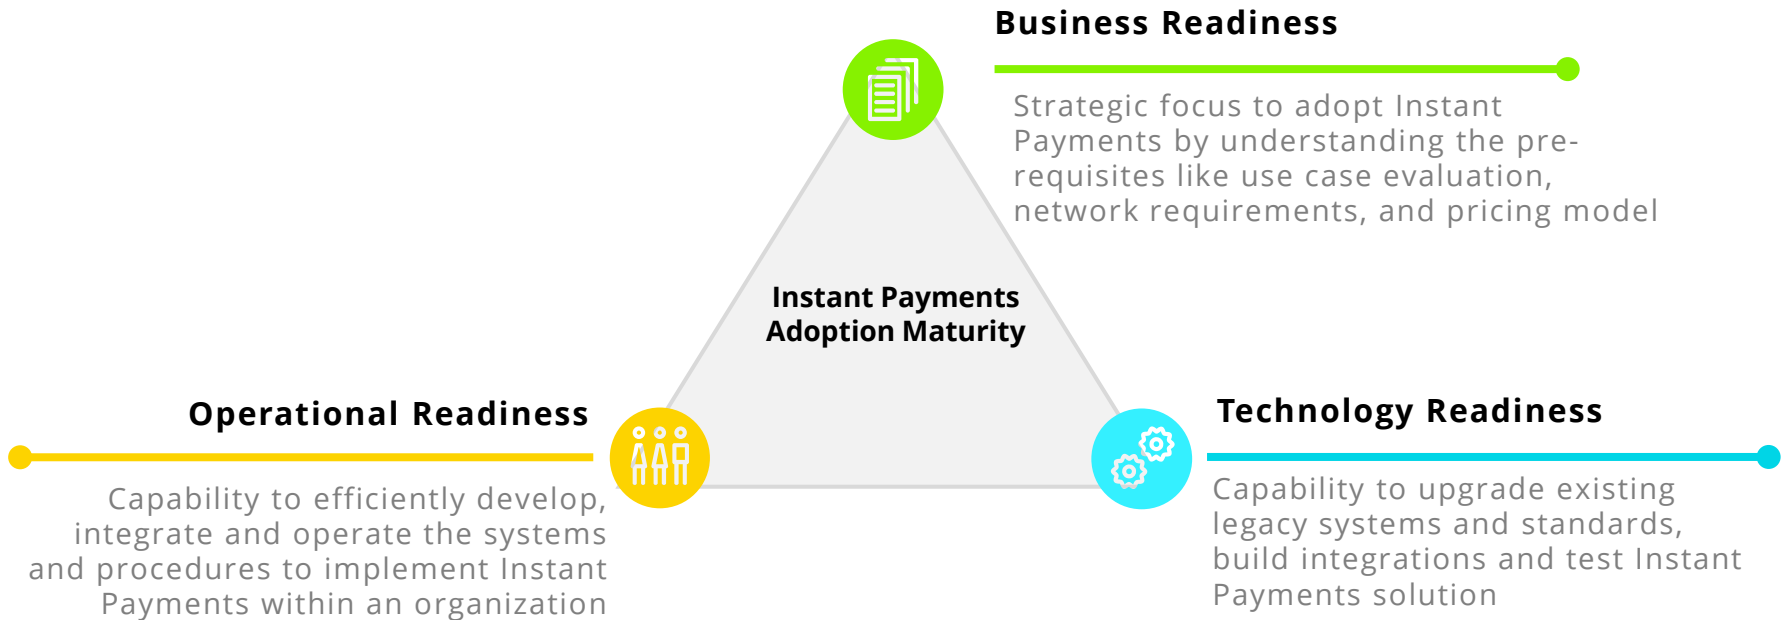 Business Readiness
Strategic focus to adopt Instant
Payments by understanding the pre-
requisites like use case evaluation,
network requirements, and pricing model
Instant Payments
Adoption Maturity
Operational Readiness
Capability to efficiently develop,
integrate and operate the systems
and procedures to implement Instant
Payments within an organization
Technology Readiness
Capability to upgrade existing
legacy systems and standards,
build integrations and test Instant
Payments solution